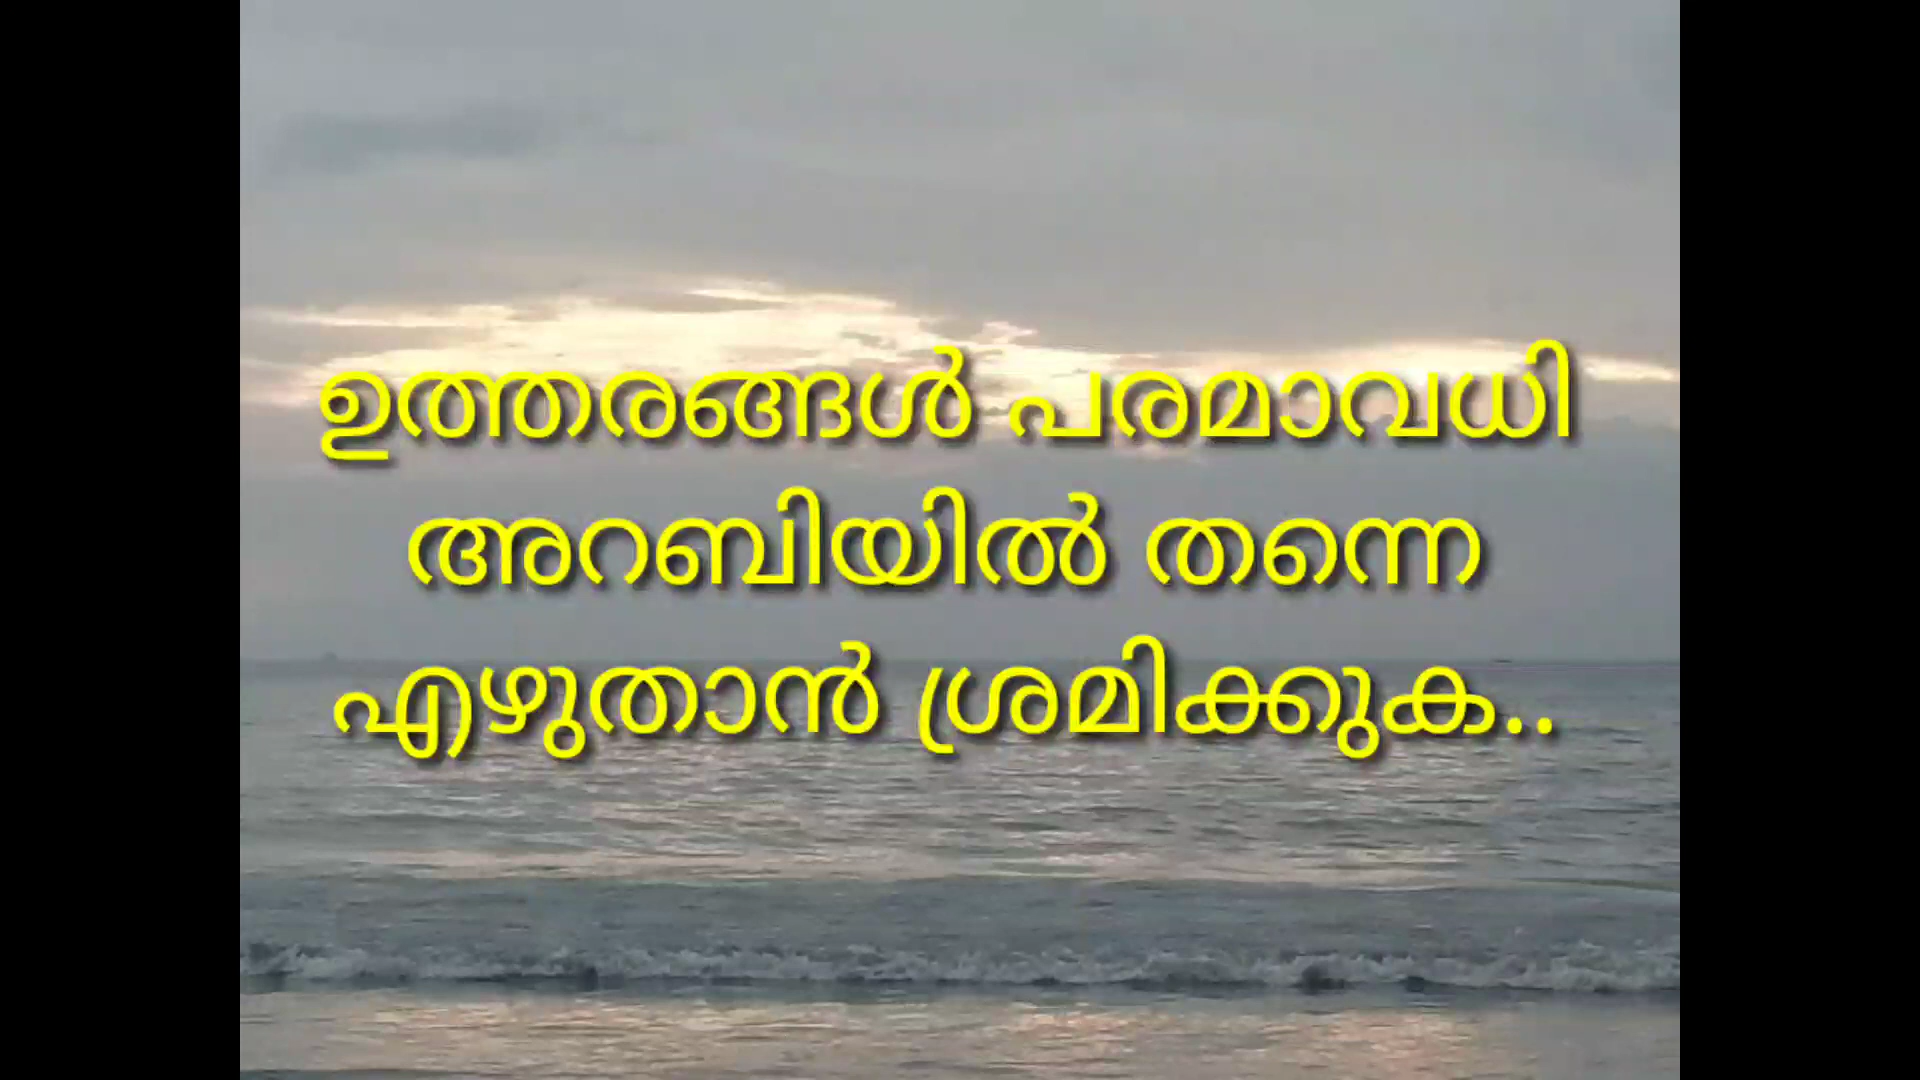 ഉത്തരങ്ങൾ പരമാവധി
അറബിയിൽ തന്നെ
എഴുതാൻ ശ്രമിക്കുക..